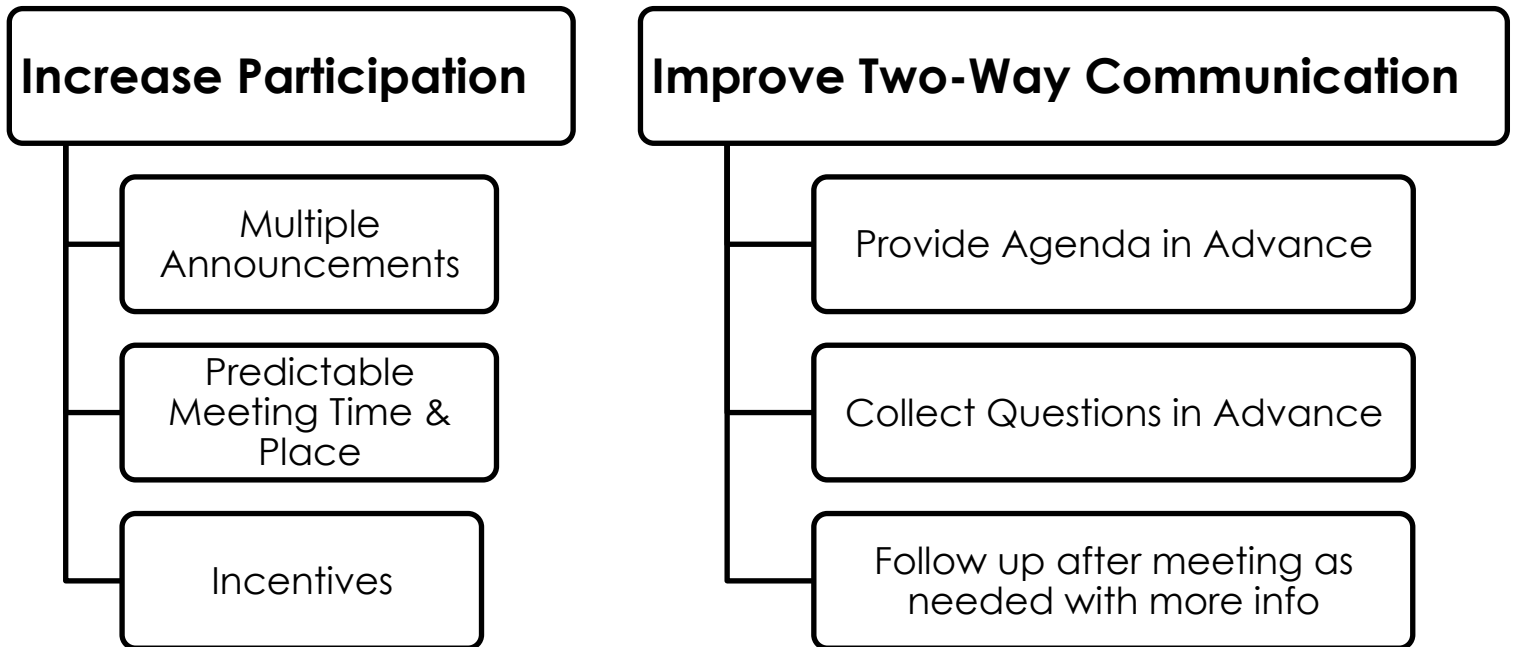 Increase Participation
Multiple
Announcements
Predictable
Meeting Time &
Place
Incentives
Improve Two-Way Communication
Provide Agenda in Advance
Collect Questions in Advance
Follow up after meeting as
needed with more info